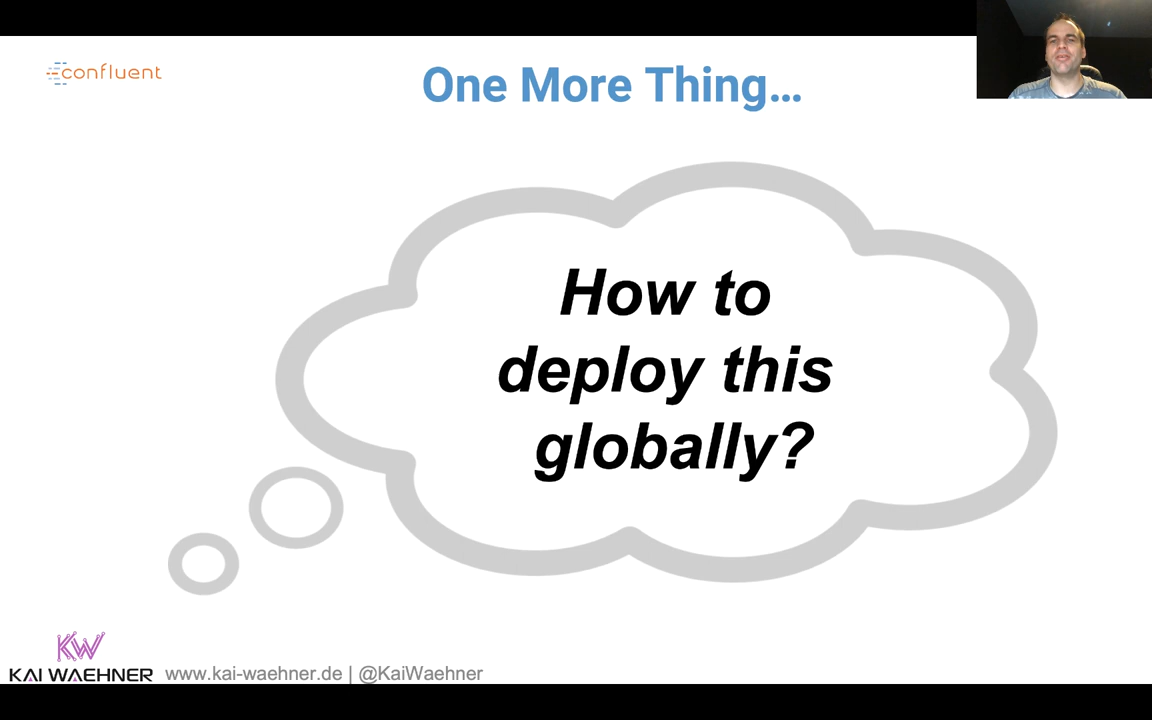 confluent
One More Thing...
How to
deploy this
globally?
KW
KAI WAEHNER
www.kai-waehner.de | @KaiWaehner